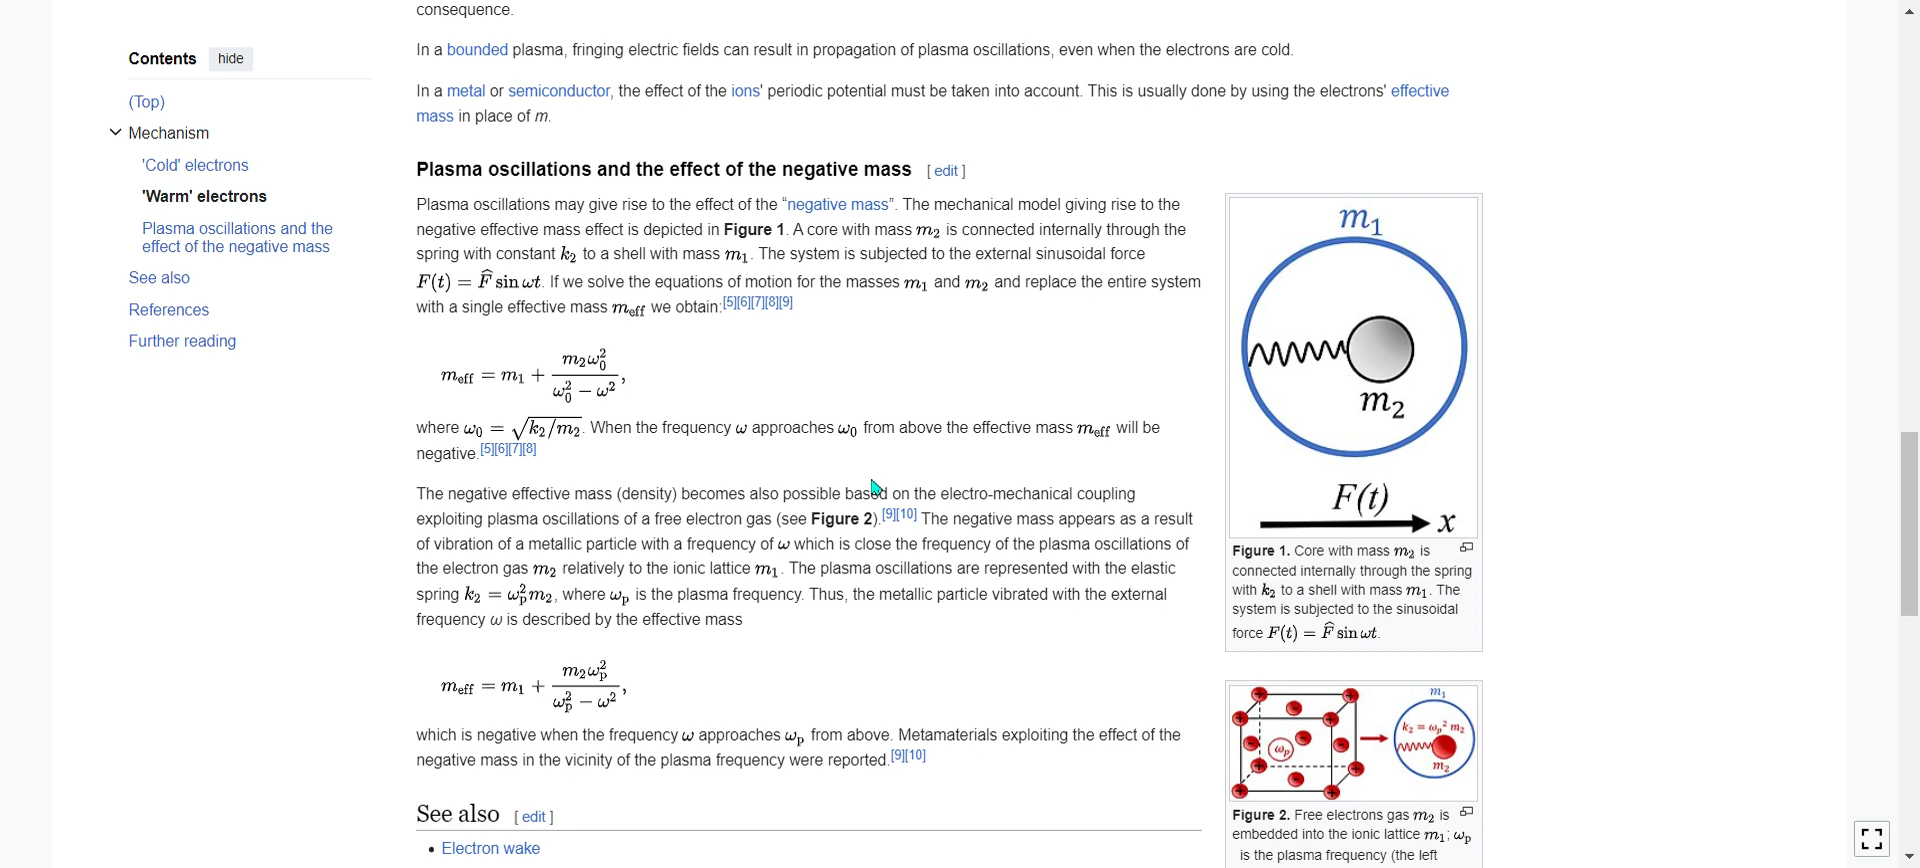 consequence.
Contents hide
(Top)
Mechanism
'Cold' electrons
'Warm' electrons
Plasma oscillations and the
effect of the negative mass
See also
References
Further reading
In a bounded plasma, fringing electric fields can result in propagation of plasma oscillations, even when the electrons are cold.
In a metal or semiconductor, the effect of the ions' periodic potential must be taken into account. This is usually done by using the electrons' effective
mass in place of m.
Plasma oscillations and the effect of the negative mass [ edit ]
Plasma oscillations may give rise to the effect of the “negative mass”. The mechanical model giving rise to the
negative effective mass effect is depicted in Figure 1. A core with mass m₂ is connected internally through the
spring with constant k₂ to a shell with mass m₁. The system is subjected to the external sinusoidal force
F(t) = F̂ sin ωt. If we solve the equations of motion for the masses m₁ and m₂ and replace the entire system
with a single effective mass m_eff we obtain:[5][6][7][8][9]
m_eff = m₁ + m₂ω₀² / (ω₀² − ω²),
where ω₀ = √(k₂/m₂). When the frequency ω approaches ω₀ from above the effective mass m_eff will be
negative.[5][6][7][8]
The negative effective mass (density) becomes also possible based on the electro-mechanical coupling
exploiting plasma oscillations of a free electron gas (see Figure 2).[9][10] The negative mass appears as a result
of vibration of a metallic particle with a frequency of ω which is close the frequency of the plasma oscillations of
the electron gas m₂ relatively to the ionic lattice m₁. The plasma oscillations are represented with the elastic
spring k₂ = ω_p² m₂, where ω_p is the plasma frequency. Thus, the metallic particle vibrated with the external
frequency ω is described by the effective mass
m_eff = m₁ + m₂ω_p² / (ω_p² − ω²),
which is negative when the frequency ω approaches ω_p from above. Metamaterials exploiting the effect of the
negative mass in the vicinity of the plasma frequency were reported.[9][10]
See also [ edit ]
• Electron wake
m₁
m₂
F(t)
x
Figure 1. Core with mass m₂ is
connected internally through the spring
with k₂ to a shell with mass m₁. The
system is subjected to the sinusoidal
force F(t) = F̂ sin ωt.
m₁
k₂ = ω_p² m₂
ω_p
m₂
Figure 2. Free electrons gas m₂ is
embedded into the ionic lattice m₁; ω_p
is the plasma frequency (the left